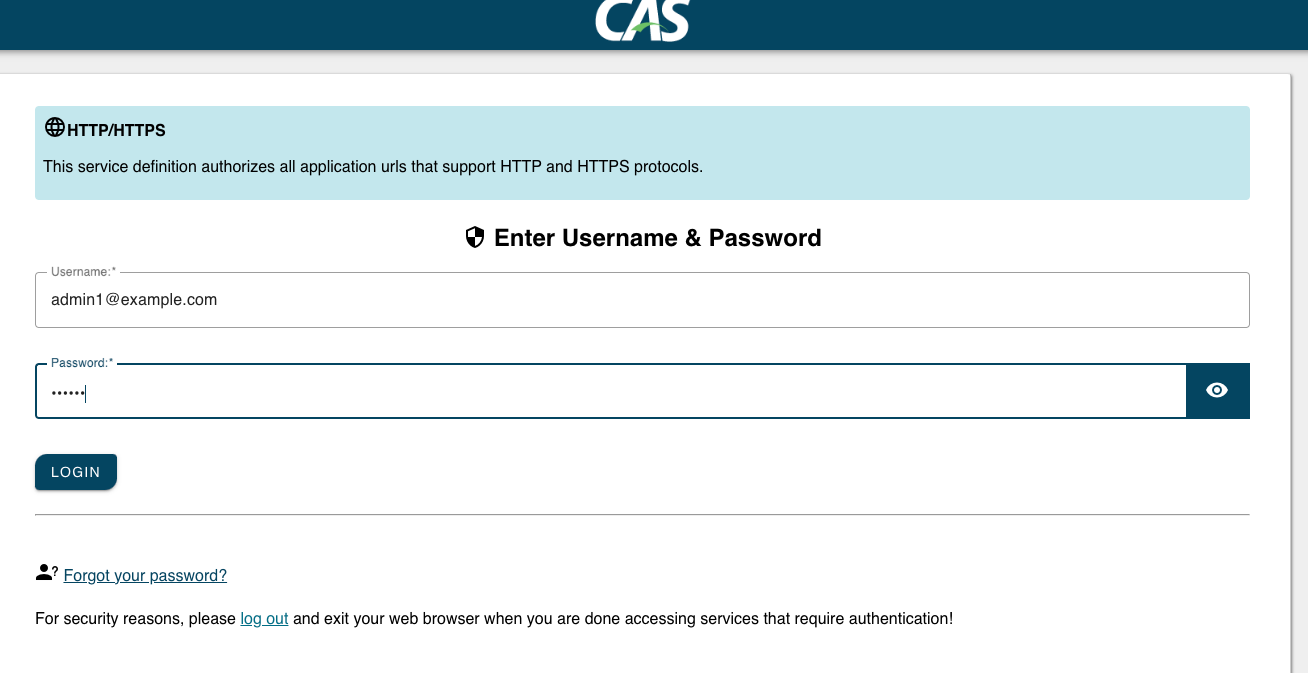 CAS
HTTP/HTTPS
This service definition authorizes all application urls that support HTTP and HTTPS protocols.
Enter Username & Password
Username:*
admin1@example.com
Password:*
••••••
LOGIN
Forgot your password?
For security reasons, please log out and exit your web browser when you are done accessing services that require authentication!